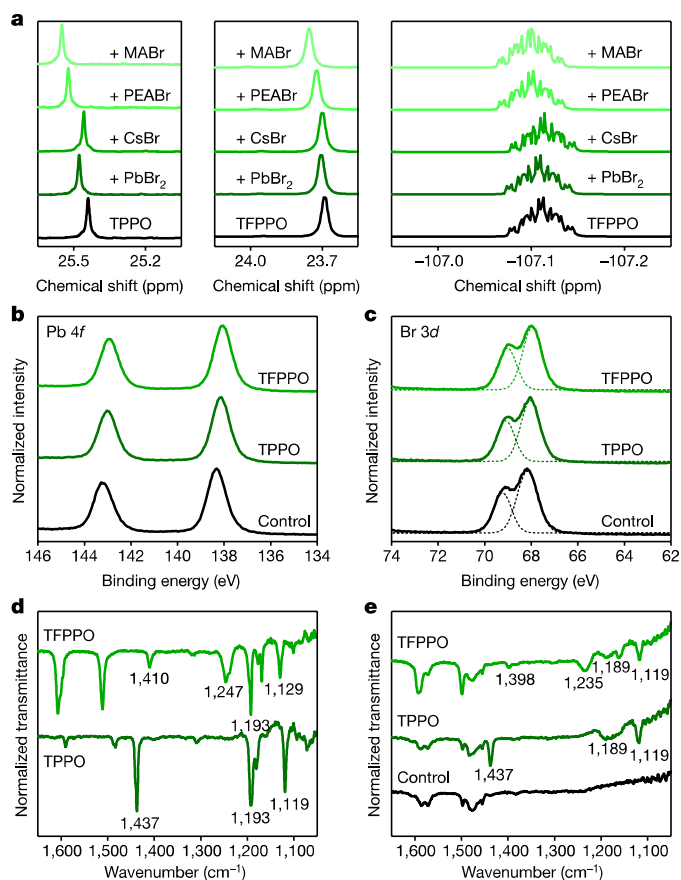 a
+ MABr
+ PEABr
+ CsBr
+ PbBr₂
TPPO
25.5
25.2
Chemical shift (ppm)
+ MABr
+ PEABr
+ CsBr
+ PbBr₂
TFPPO
24.0
23.7
Chemical shift (ppm)
+ MABr
+ PEABr
+ CsBr
+ PbBr₂
TFPPO
−107.0
−107.1
−107.2
Chemical shift (ppm)
b
Pb 4f
TFPPO
TPPO
Control
Normalized intensity
146 143 140 137 134
Binding energy (eV)
c
Br 3d
TFPPO
TPPO
Control
Normalized intensity
74 72 70 68 66 64 62
Binding energy (eV)
d
TFPPO
1,410
1,247
1,193
1,129
TPPO
1,437
1,193
1,119
Normalized transmittance
1,600 1,500 1,400 1,300 1,200 1,100
Wavenumber (cm⁻¹)
e
TFPPO
1,398
1,235
1,189
1,119
TPPO
1,437
1,189
1,119
Control
Normalized transmittance
1,600 1,500 1,400 1,300 1,200 1,100
Wavenumber (cm⁻¹)